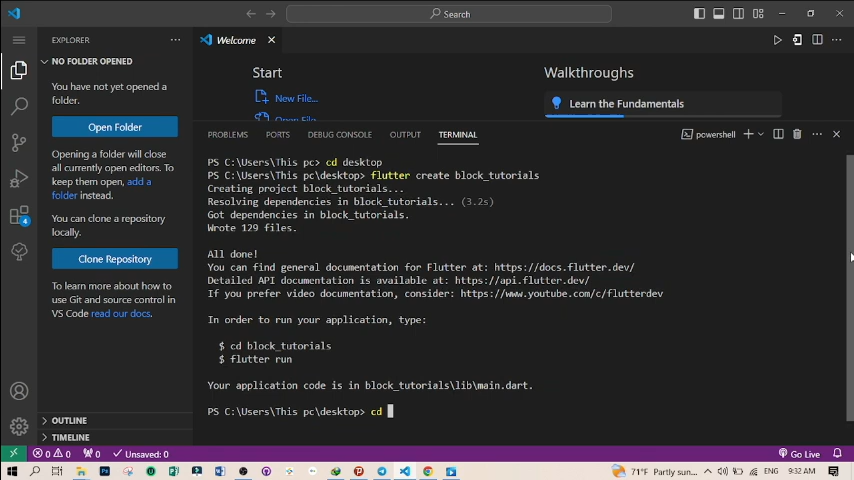 Search
EXPLORER
Welcome
NO FOLDER OPENED
You have not yet opened a
folder.
Open Folder
Opening a folder will close
all currently open editors. To
keep them open, add a
folder instead.
You can clone a repository
locally.
Clone Repository
To learn more about how to
use Git and source control in
VS Code read our docs.
OUTLINE
TIMELINE
4
Start
New File...
Open File...
Walkthroughs
Learn the Fundamentals
PROBLEMS
PORTS
DEBUG CONSOLE
OUTPUT
TERMINAL
powershell
PS C:\Users\This pc> cd desktop
PS C:\Users\This pc\desktop> flutter create block_tutorials
Creating project block_tutorials...
Resolving dependencies in block_tutorials... (3.2s)
Got dependencies in block_tutorials.
Wrote 129 files.
All done!
You can find general documentation for Flutter at: https://docs.flutter.dev/
Detailed API documentation is available at: https://api.flutter.dev/
If you prefer video documentation, consider: https://www.youtube.com/c/flutterdev
In order to run your application, type:
$ cd block_tutorials
$ flutter run
Your application code is in block_tutorials\lib\main.dart.
PS C:\Users\This pc\desktop> cd
0 0 0 Unsaved: 0
Go Live
71°F Partly sun...
ENG
9:32 AM